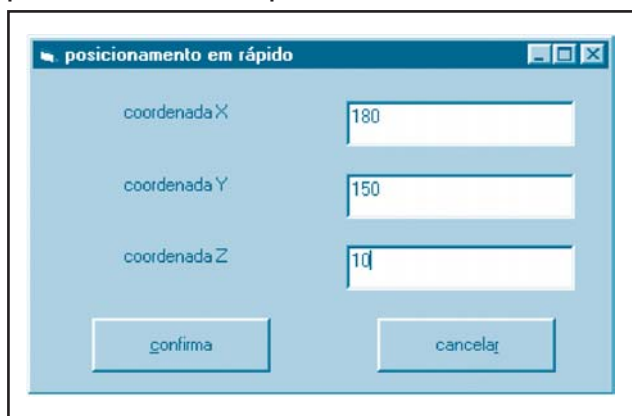 posicionamento em rápido
coordenada X 180
coordenada Y 150
coordenada Z 10
confirma cancelar